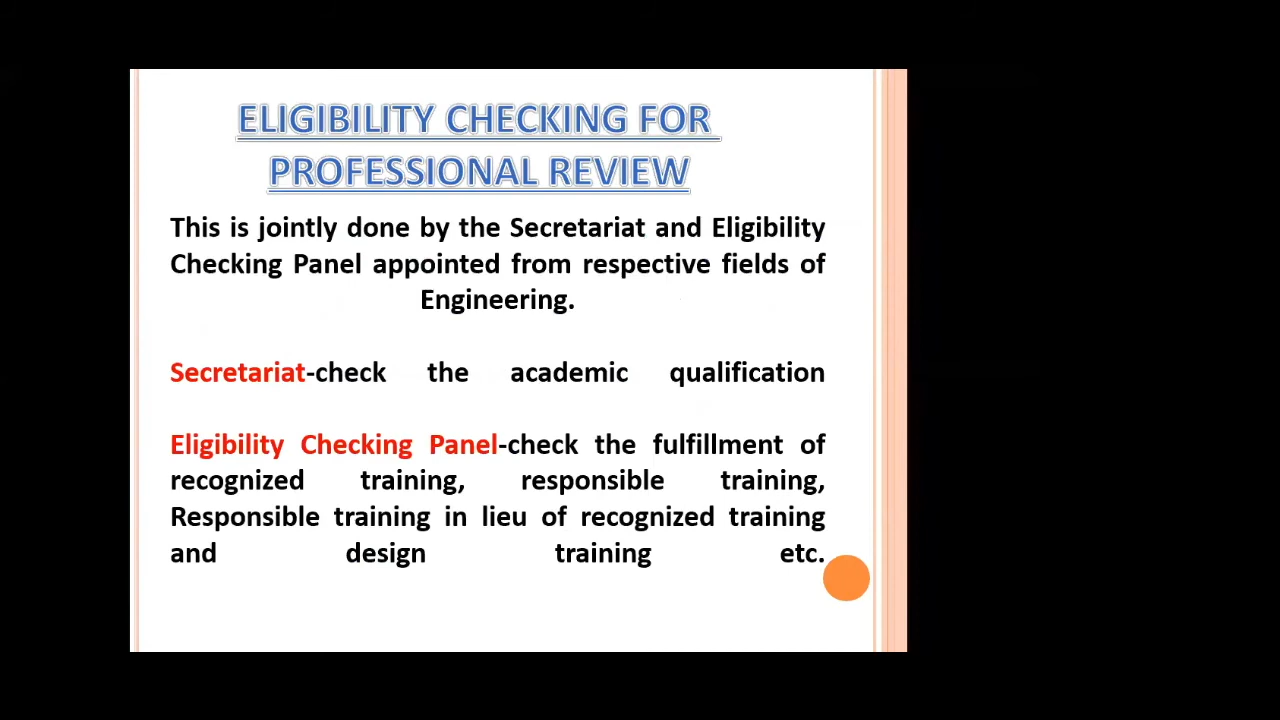 ELIGIBILITY CHECKING FOR
PROFESSIONAL REVIEW
This is jointly done by the Secretariat and Eligibility
Checking Panel appointed from respective fields of
Engineering.
Secretariat-check the academic qualification
Eligibility Checking Panel-check the fulfillment of
recognized training, responsible training,
Responsible training in lieu of recognized training
and design training etc.